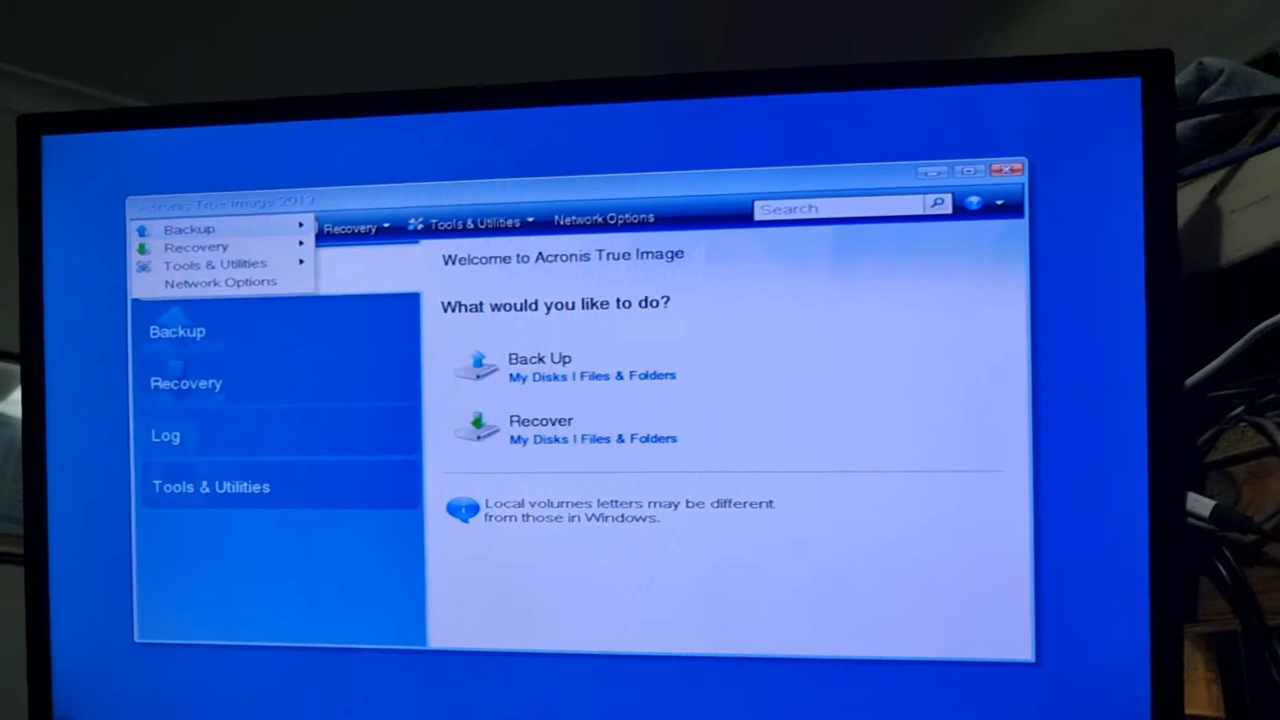 Acronis True Image 2019
Backup
Recovery
Tools & Utilities
Network Options
Recovery
Tools & Utilities
Network Options
Search
Backup
Recovery
Log
Tools & Utilities
Welcome to Acronis True Image
What would you like to do?
Back Up
My Disks | Files & Folders
Recover
My Disks | Files & Folders
Local volumes letters may be different
from those in Windows.